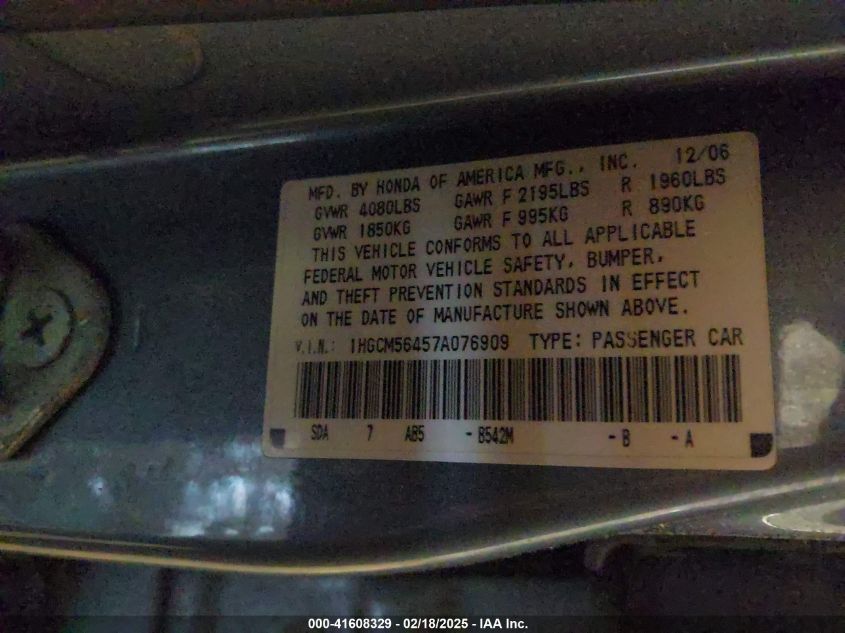 MFD. BY HONDA OF AMERICA MFG., INC. 12/06
GVWR 4080LBS GAWR F 2195LBS R 1960LBS
GVWR 1850KG GAWR F 995KG R 890KG
THIS VEHICLE CONFORMS TO ALL APPLICABLE
FEDERAL MOTOR VEHICLE SAFETY, BUMPER,
AND THEFT PREVENTION STANDARDS IN EFFECT
ON THE DATE OF MANUFACTURE SHOWN ABOVE.
V.I.N.: 1HGCM56457A076909 TYPE: PASSENGER CAR
SDA 7 AB5 -B542M -B -A
000-41608329 — 02/18/2025 — IAA Inc.